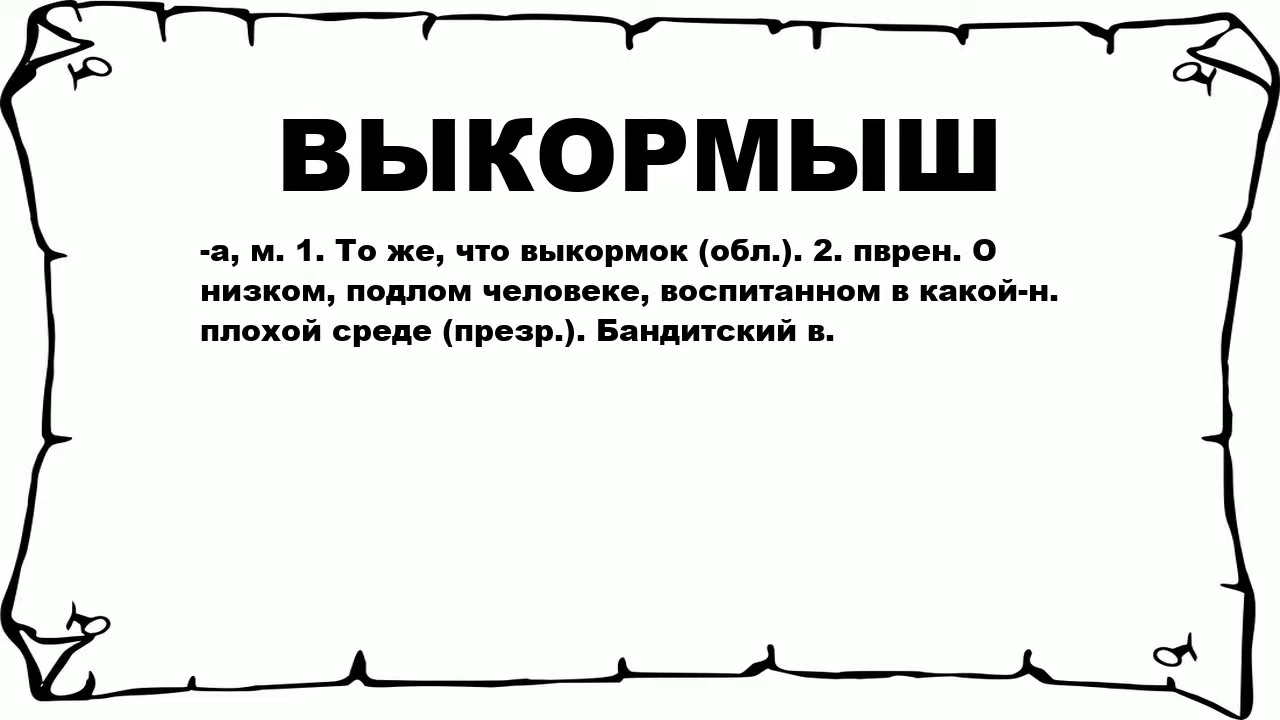 ВЫКОРМЫШ
-а, м. 1. То же, что выкормок (обл.). 2. пврен. О
низком, подлом человеке, воспитанном в какой-н.
плохой среде (презр.). Бандитский в.